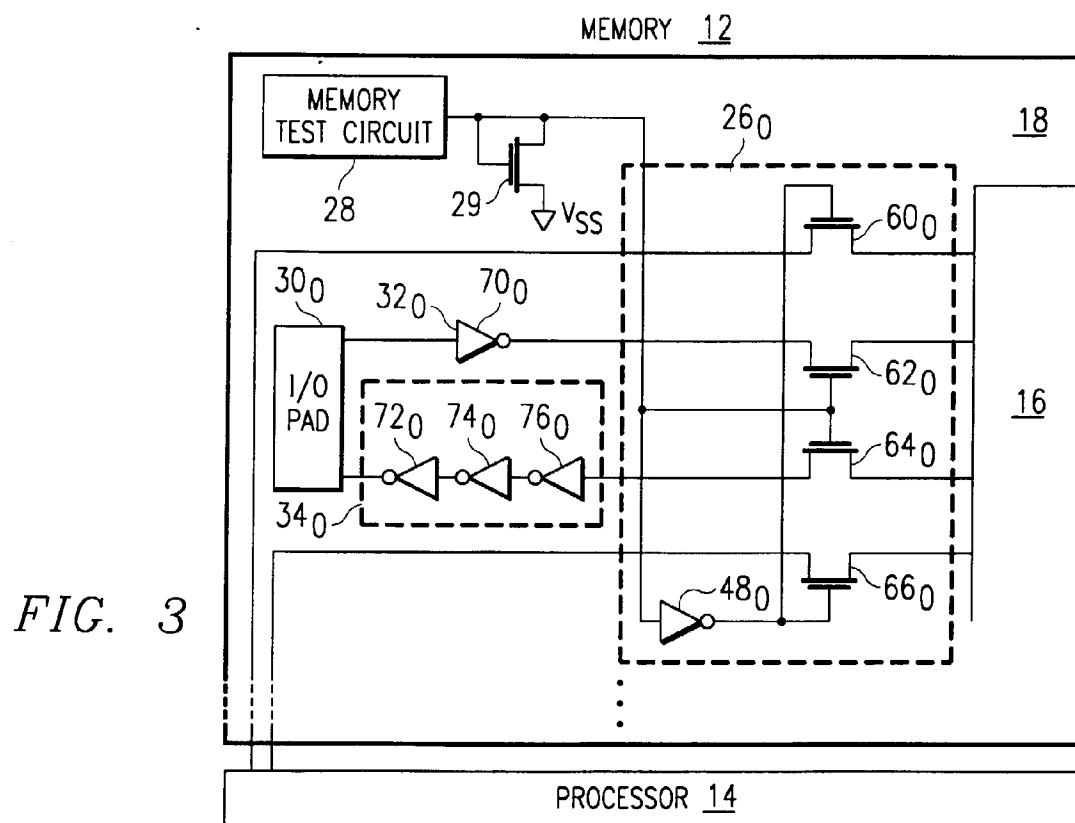 MEMORY 12
MEMORY
TEST CIRCUIT
28
29
VSS
26₀
18
60₀
30₀
32₀
70₀
I/O
PAD
62₀
16
72₀
74₀
76₀
64₀
34₀
48₀
66₀
FIG. 3
PROCESSOR 14